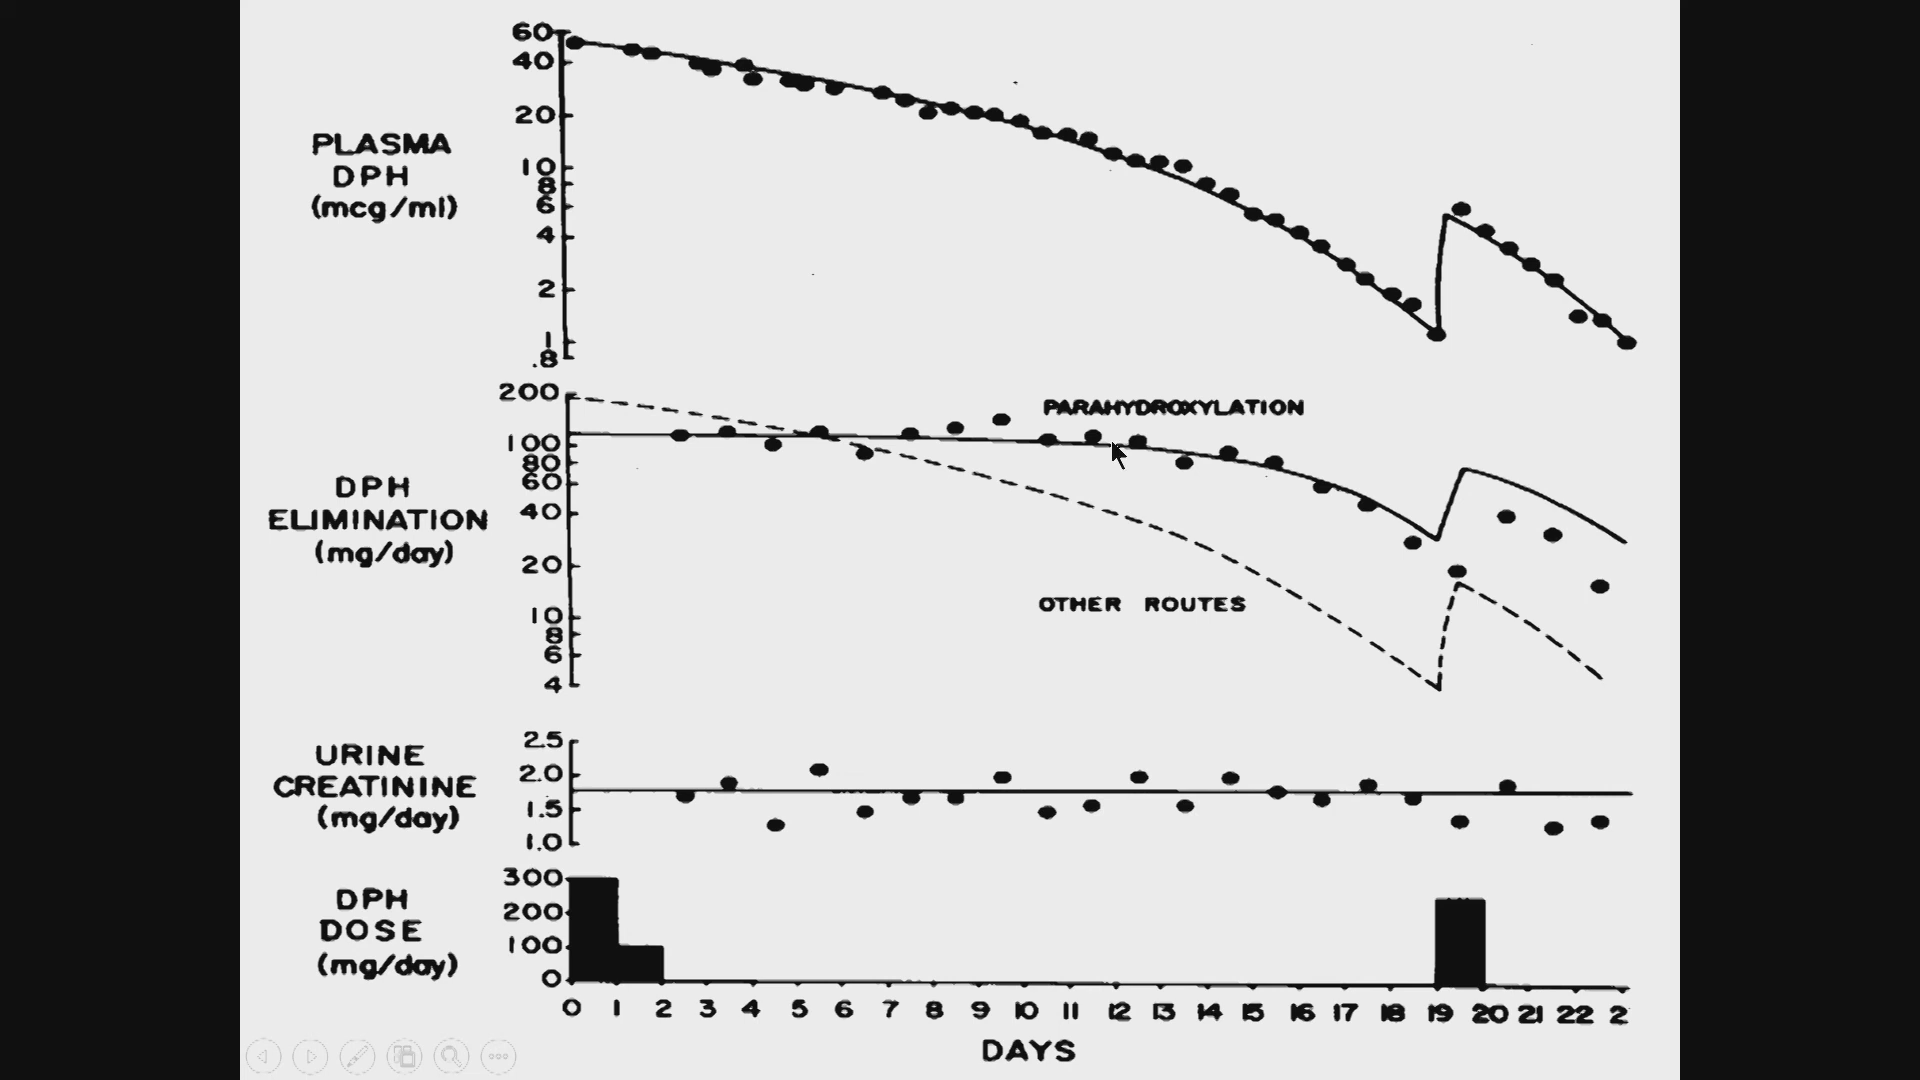 60
40
20
10
8
6
4
2
1
.8
PLASMA
DPH
(mcg/ml)
200
100
80
60
40
20
10
8
6
4
DPH
ELIMINATION
(mg/day)
PARAHYDROXYLATION
OTHER ROUTES
2.5
2.0
1.5
1.0
URINE
CREATININE
(mg/day)
300
200
100
0
DPH
DOSE
(mg/day)
0 1 2 3 4 5 6 7 8 9 10 11 12 13 14 15 16 17 18 19 20 21 22 2
DAYS